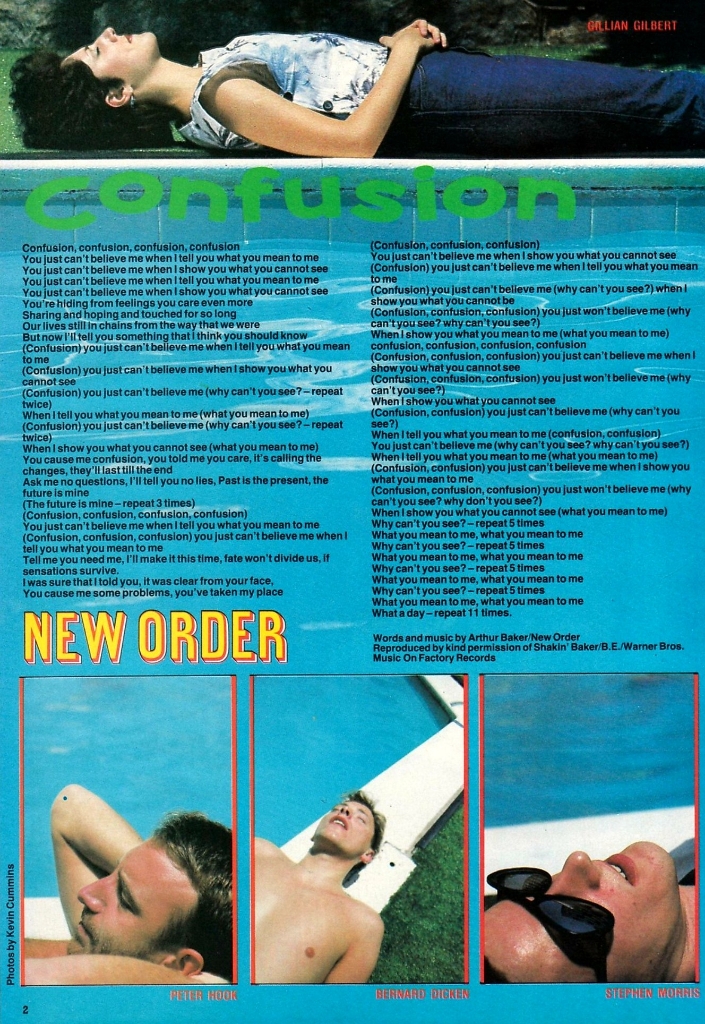 GILLIAN GILBERT
Confusion
Confusion, confusion, confusion, confusion
You just can't believe me when I tell you what you mean to me
You just can't believe me when I show you what you cannot see
You just can't believe me when I tell you what you mean to me
You just can't believe me when I show you what you cannot see
You're hiding from feelings you care even more
Sharing and hoping and touched for so long
Our lives still in chains from the way that we were
But now I'll tell you something that I think you should know
(Confusion) you just can't believe me when I tell you what you mean
to me
(Confusion) you just can't believe me when I show you what you
cannot see
(Confusion) you just can't believe me (why can't you see? – repeat
twice)
When I tell you what you mean to me (what you mean to me)
(Confusion) you just can't believe me (why can't you see? – repeat
twice)
When I show you what you cannot see (what you mean to me)
You cause me confusion, you told me you care, it's calling the
changes, they'll last till the end
Ask me no questions, I'll tell you no lies, Past is the present, the
future is mine
(The future is mine – repeat 3 times)
(Confusion, confusion, confusion, confusion)
You just can't believe me when I tell you what you mean to me
(Confusion, confusion, confusion) you just can't believe me when I
tell you what you mean to me
Tell me you need me, I'll make it this time, fate won't divide us, if
sensations survive.
I was sure that I told you, it was clear from your face,
You cause me some problems, you've taken my place
(Confusion, confusion, confusion)
You just can't believe me when I show you what you cannot see
(Confusion) you just can't believe me when I tell you what you mean
to me
(Confusion) you just can't believe me (why can't you see?) when I
show you what you cannot be
(Confusion, confusion, confusion) you just won't believe me (why
can't you see? why can't you see?)
When I show you what you mean to me (what you mean to me)
confusion, confusion, confusion, confusion
(Confusion, confusion, confusion) you just can't believe me when I
show you what you cannot see
(Confusion, confusion, confusion) you just won't believe me (why
can't you see?)
When I show you what you cannot see
(Confusion, confusion) you just can't believe me (why can't you
see?)
When I tell you what you mean to me (confusion, confusion)
You just can't believe me (why can't you see? why can't you see?)
When I tell you what you mean to me (what you mean to me)
(Confusion, confusion) you just can't believe me when I show you
what you mean to me
(Confusion, confusion, confusion) you just won't believe me (why
can't you see? why don't you see?)
When I show you what you cannot see (what you mean to me)
Why can't you see? – repeat 5 times
What you mean to me, what you mean to me
Why can't you see? – repeat 5 times
What you mean to me, what you mean to me
Why can't you see? – repeat 5 times
What you mean to me, what you mean to me
Why can't you see? – repeat 5 times
What you mean to me, what you mean to me
What a day – repeat 11 times.
Words and music by Arthur Baker/New Order
Reproduced by kind permission of Shakin' Baker/B.E./Warner Bros.
Music On Factory Records
NEW ORDER
Photos by Kevin Cummins
PETER HOOK
BERNARD DICKEN
STEPHEN MORRIS
2